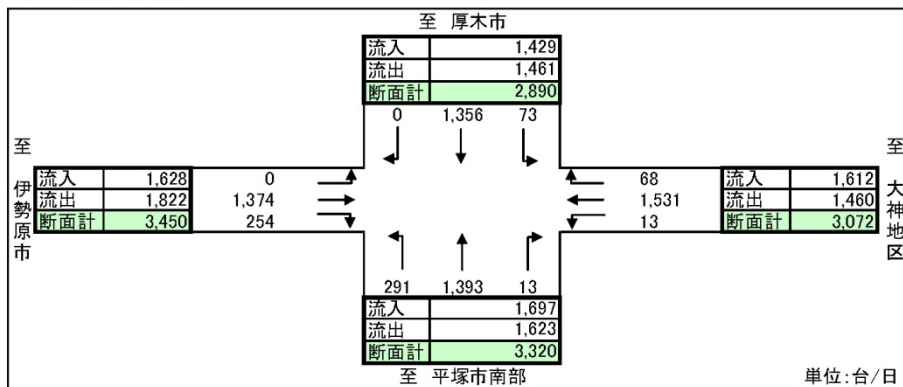 至 厚木市
流入 1,429
流出 1,461
断面計 2,890
0 1,356 73
至 伊勢原市
流入 1,628
流出 1,822
断面計 3,450
0
1,374
254
68
1,531
13
流入 1,612
流出 1,460
断面計 3,072
至 大神地区
291 1,393 13
流入 1,697
流出 1,623
断面計 3,320
至 平塚市南部
単位:台/日